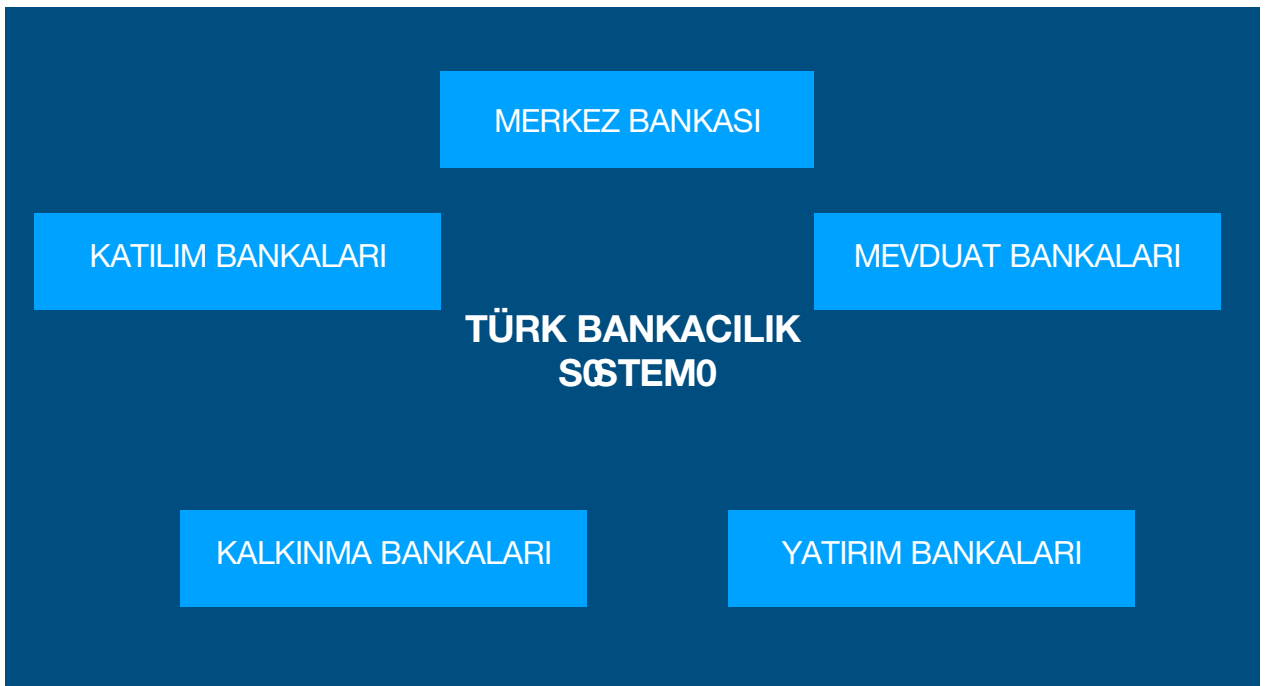 MERKEZ BANKASI
KATILIM BANKALARI
MEVDUAT BANKALARI
TÜRK BANKACILIK
S0STEM0
KALKINMA BANKALARI
YATIRIM BANKALARI